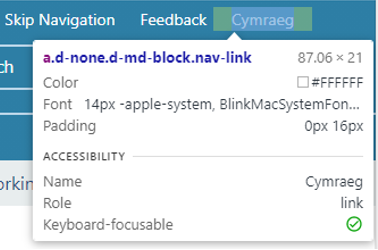 Skip Navigation Feedback Cymraeg
ch
a.d-none.d-md-block.nav-link 87.06 × 21
Color #FFFFFF
Font 14px -apple-system, BlinkMacSystemFon...
Padding 0px 16px
ACCESSIBILITY
Name Cymraeg
orkin
Role link
Keyboard-focusable